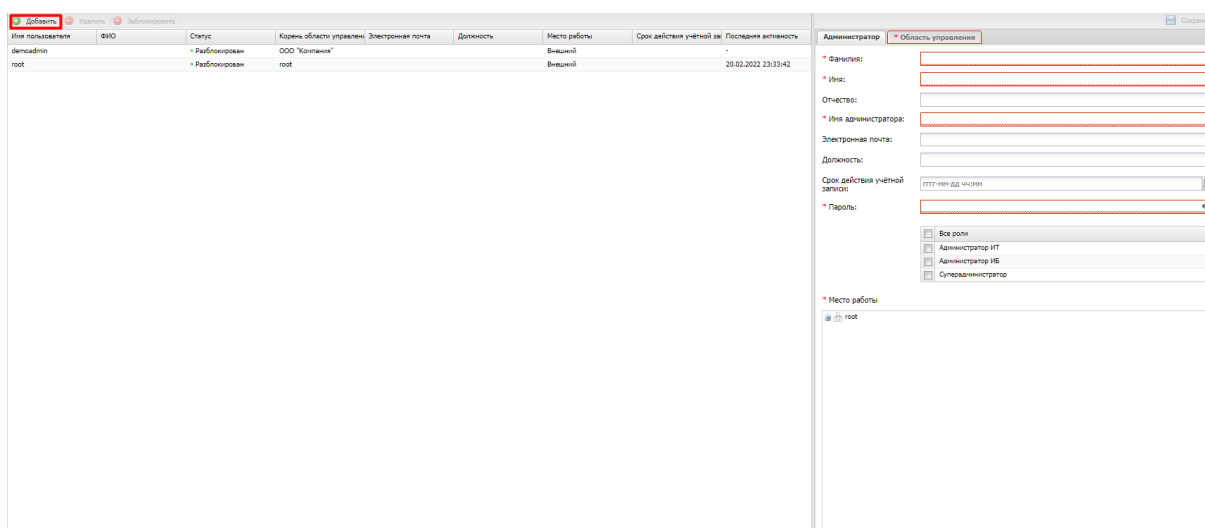 Добавить Удалить Заблокировать
Имя пользователя ФИО Статус Корень области управлени Электронная почта Должность Место работы Срок действия учётной заг Последняя активность
demoadmin • Разблокирован ООО "Компания" Внешний -
root • Разблокирован root Внешний 20.02.2022 23:33:42
Сохрани
Администратор * Область управления
* Фамилия:
* Имя:
Отчество:
* Имя администратора:
Электронная почта:
Должность:
Срок действия учётной
записи:
гггг-мм-дд чч:мм
* Пароль:
Все роли
Администратор ИТ
Администратор ИБ
Суперадминистратор
* Место работы
root